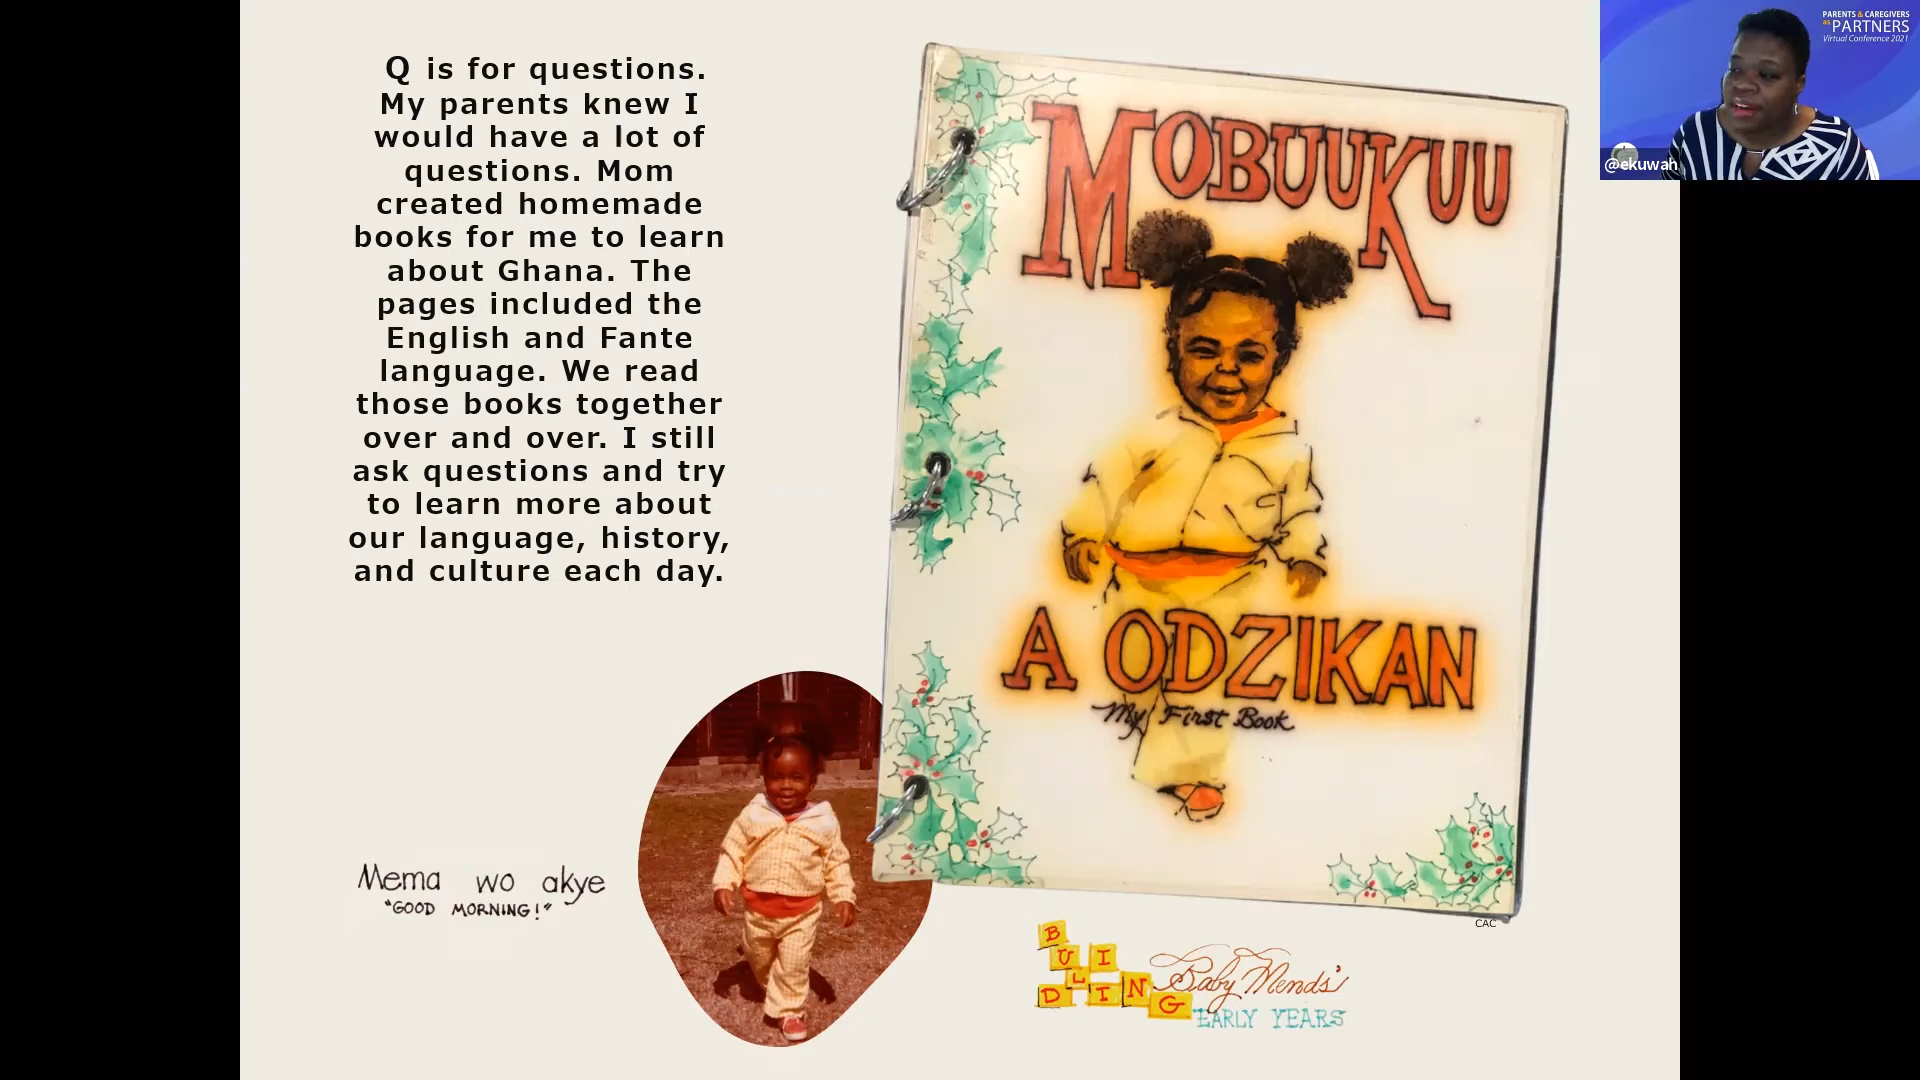 Q is for questions.
My parents knew I
would have a lot of
questions. Mom
created homemade
books for me to learn
about Ghana. The
pages included the
English and Fante
language. We read
those books together
over and over. I still
ask questions and try
to learn more about
our language, history,
and culture each day.
MOBUUKUU
A ODZIKAN
My First Book
Mema wo akye
"GOOD MORNING!"
CAC
BUILDING
Baby Mends'
EARLY YEARS
PARENTS & CAREGIVERS
as PARTNERS
Virtual Conference 2021
@ekuwah